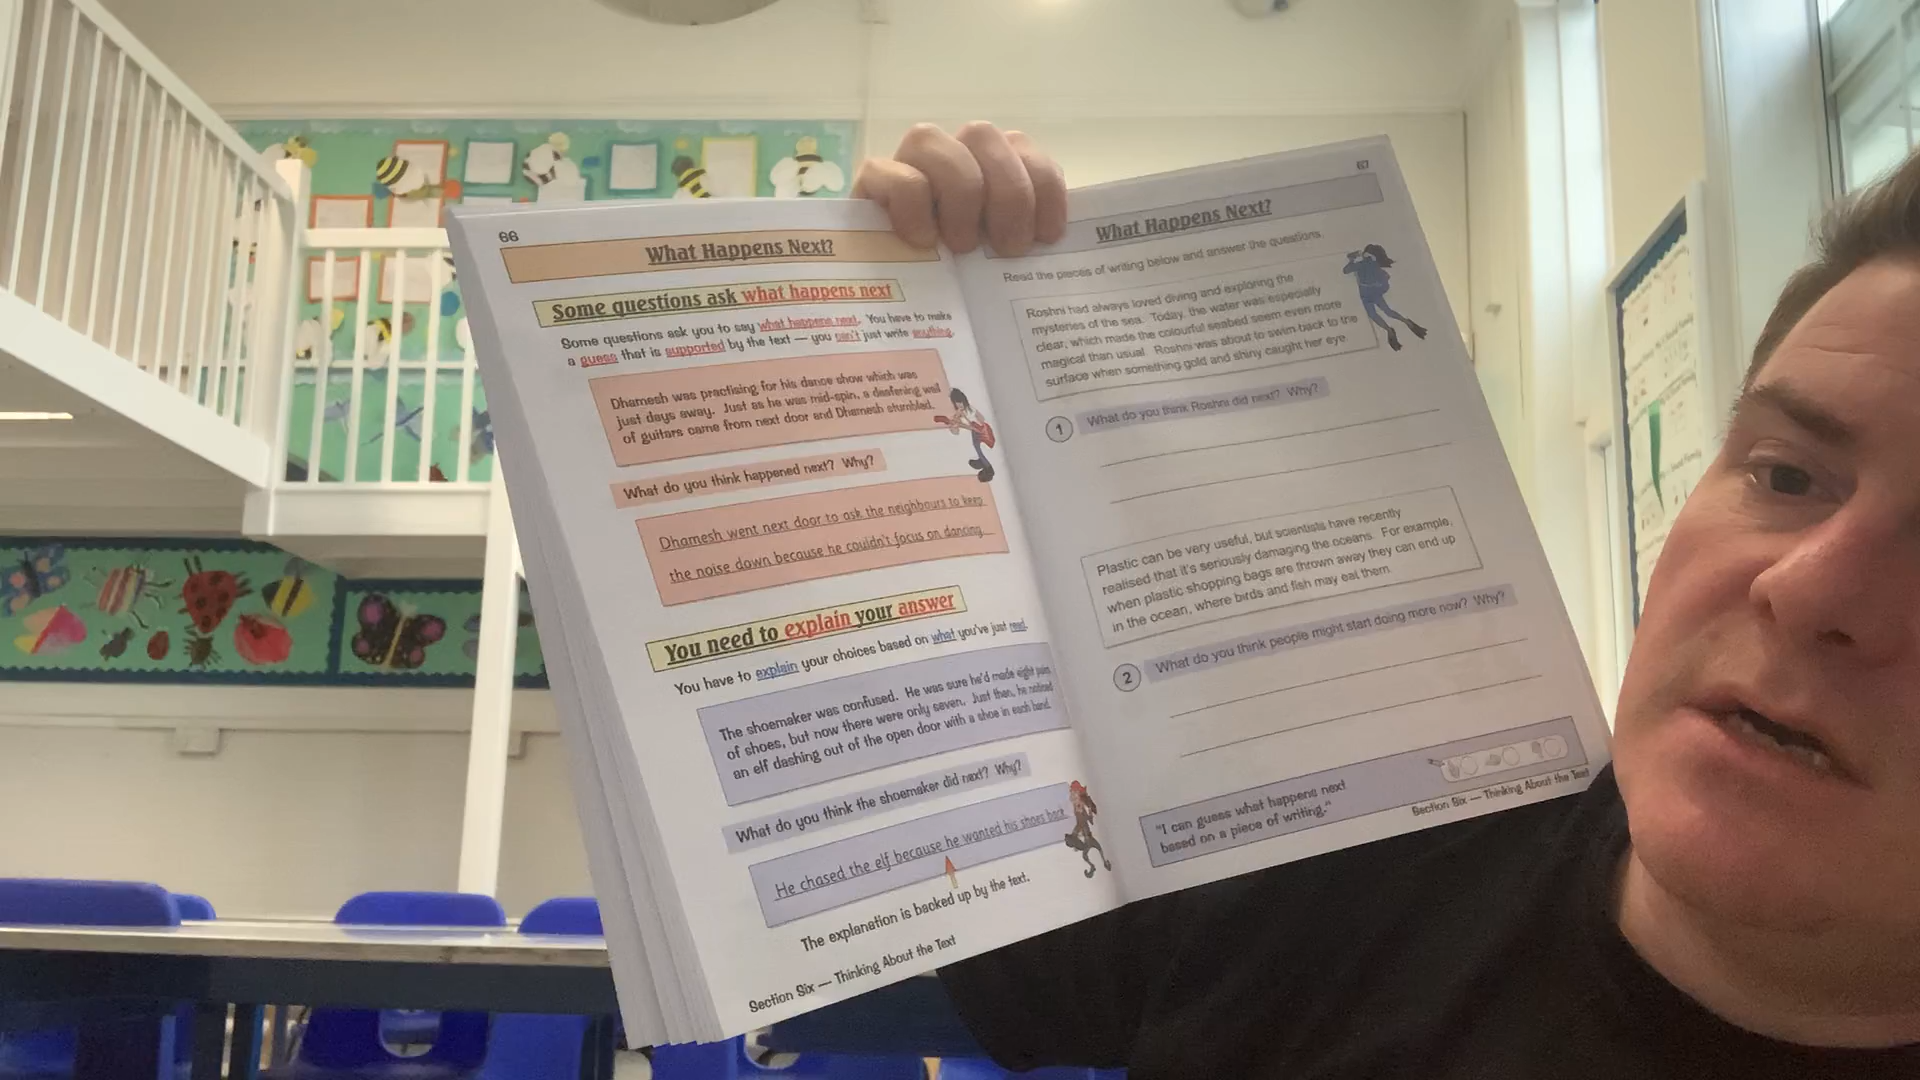 66
What Happens Next?
Some questions ask what happens next
Some questions ask you to say what happens next. You have to make
a guess that is supported by the text — you can't just write anything.
Dhamesh was practising for his dance show which was
just days away. Just as he was mid-spin, a deafening wail
of guitars came from next door and Dhamesh stumbled.
What do you think happened next? Why?
Dhamesh went next door to ask the neighbours to keep
the noise down because he couldn't focus on dancing.
You need to explain your answer
You have to explain your choices based on what you've just read.
The shoemaker was confused. He was sure he'd made eight pairs
of shoes, but now there were only seven. Just then, he noticed
an elf dashing out of the open door with a shoe in each hand.
What do you think the shoemaker did next? Why?
He chased the elf because he wanted his shoes back.
The explanation is backed up by the text.
Section Six — Thinking About the Text
67
What Happens Next?
Read the pieces of writing below and answer the questions.
Roshni had always loved diving and exploring the
mysteries of the sea. Today, the water was especially
clear, which made the colourful seabed seem even more
magical than usual. Roshni was about to swim back to the
surface when something gold and shiny caught her eye.
1 What do you think Roshni did next? Why?
Plastic can be very useful, but scientists have recently
realised that it's seriously damaging the oceans. For example,
when plastic shopping bags are thrown away they can end up
in the ocean, where birds and fish may eat them.
2 What do you think people might start doing more now? Why?
"I can guess what happens next
based on a piece of writing."
Section Six — Thinking About the Text